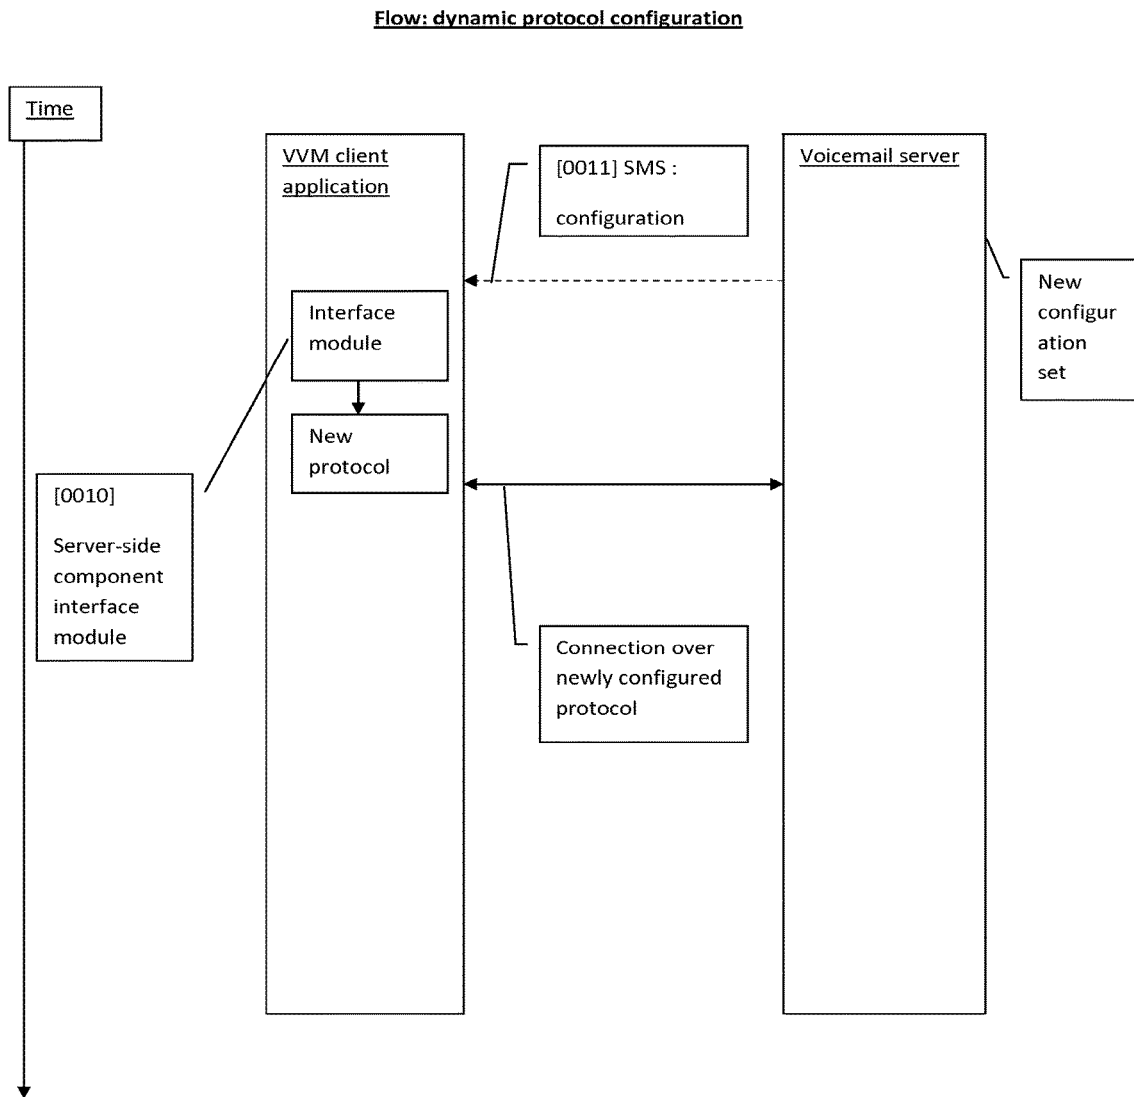 Flow: dynamic protocol configuration
Time
VVM client
application
[0011] SMS :
configuration
Voicemail server
New
configur
ation
set
Interface
module
New
protocol
[0010]
Server-side
component
interface
module
Connection over
newly configured
protocol